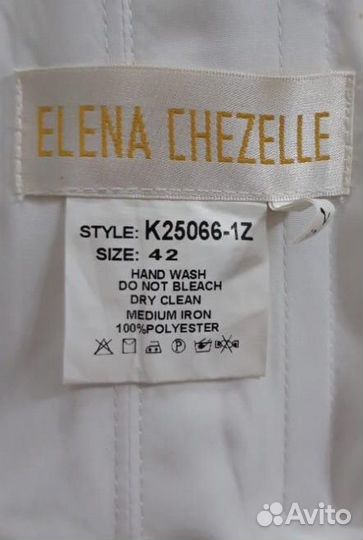 ELENA CHEZELLE
STYLE: K25066-1Z
SIZE: 42
HAND WASH
DO NOT BLEACH
DRY CLEAN
MEDIUM IRON
100%POLYESTER
Avito